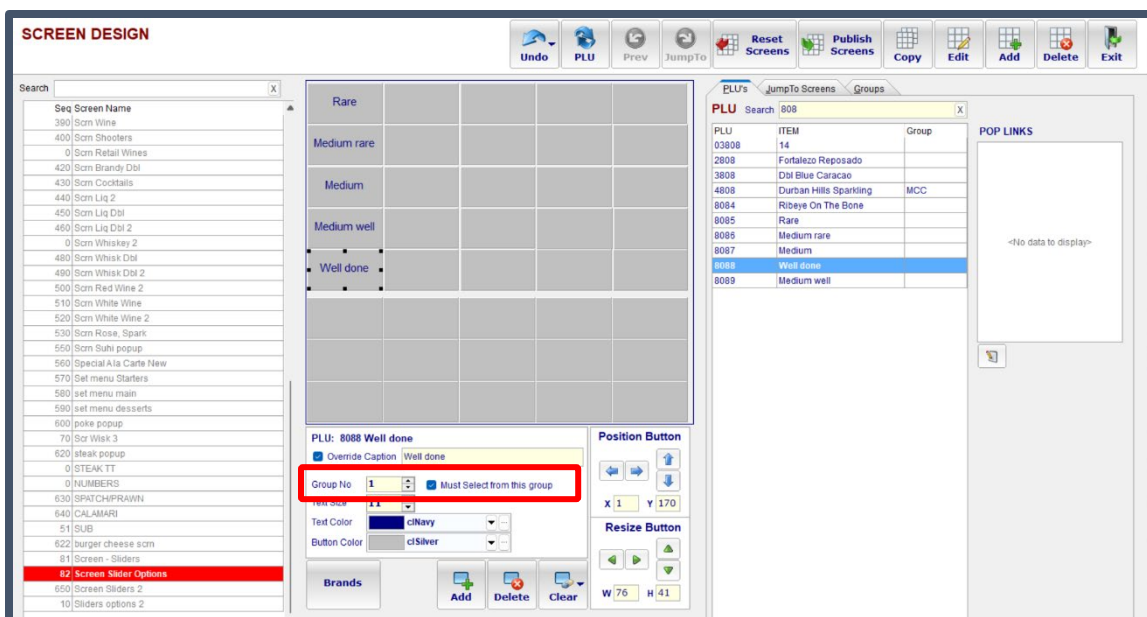 SCREEN DESIGN
Undo
PLU
Prev
JumpTo
Reset Screens
Publish Screens
Copy
Edit
Add
Delete
Exit
Search X
Seq Screen Name
390 Scrn Wine
400 Scrn Shooters
0 Scrn Retail Wines
420 Scrn Brandy Dbl
430 Scrn Cocktails
440 Scrn Liq 2
450 Scrn Liq Dbl
460 Scrn Liq Dbl 2
0 Scrn Whiskey 2
480 Scrn Whisk Dbl
490 Scrn Whisk Dbl 2
500 Scrn Red Wine 2
510 Scrn White Wine
520 Scrn White Wine 2
530 Scrn Rose, Spark
550 Scrn Suhi popup
560 Special Ala Carte New
570 Set menu Starters
580 set menu main
590 set menu desserts
600 poke popup
70 Scr Wisk 3
620 steak popup
0 STEAK TT
0 NUMBERS
630 SPATCH/PRAWN
640 CALAMARI
51 SUB
622 burger cheese scrn
81 Screen - Sliders
82 Screen Slider Options
650 Screen Sliders 2
10 Sliders options 2
Rare
Medium rare
Medium
Medium well
Well done
PLU: 8088 Well done
Override Caption Well done
Group No 1 Must Select from this group
Text Size 11
Text Color clNavy
Button Color clSilver
Brands
Add
Delete
Clear
Position Button
X 1 Y 170
Resize Button
W 76 H 41
PLU's JumpTo Screens Groups
PLU Search 808 X
PLU ITEM Group
03808 14
2808 Fortalezo Reposado
3808 Dbl Blue Caracao
4808 Durban Hills Sparkling MCC
8084 Ribeye On The Bone
8085 Rare
8086 Medium rare
8087 Medium
8088 Well done
8089 Medium well
POP LINKS
<No data to display>